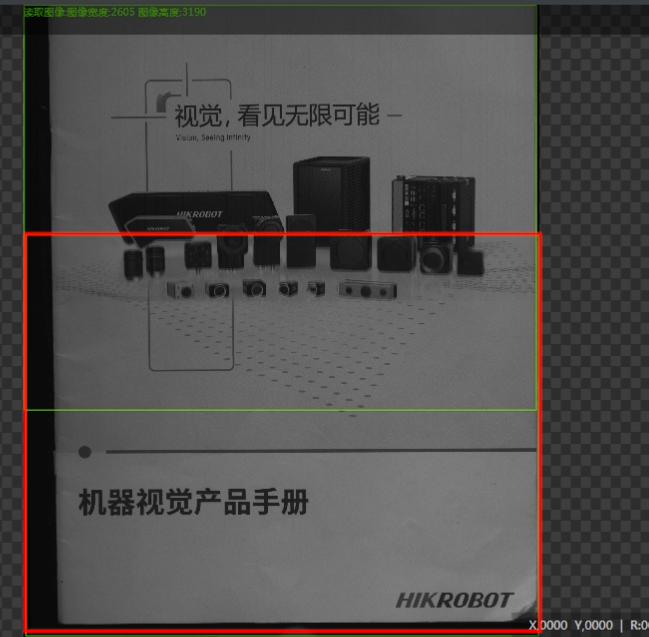 读取图像:图像宽度:2605 图像高度:3190
视觉，看见无限可能
Vision, Seeing Infinity
HIKROBOT
HIKROBOT
机器视觉产品手册
HIKROBOT
X,0000 Y,0000 | R:0